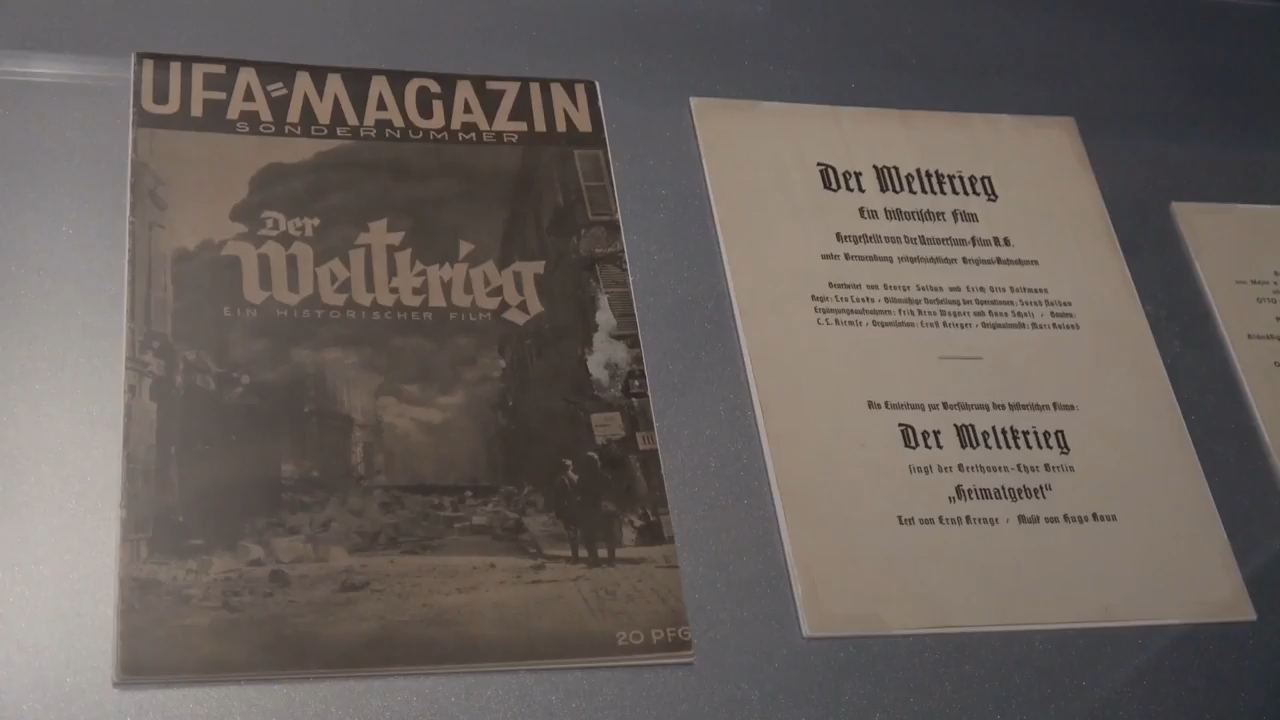 UFA=MAGAZIN
SONDERNUMMER
Der
Weltkrieg
EIN HISTORISCHER FILM
III
20 PFG
Der Weltkrieg
Ein historischer Film
Hergestellt von der Universum-Film A.G.
unter Verwendung zeitgeschichtlicher Original-Aufnahmen
Bearbeitet von George Soldan und Erich Otto Volkmann
Regie: Leo Lasko / Bildmäßige Darstellung der Operationen: Svend Noldan
Ergänzungsaufnahmen: Fritz Arno Wagner und Hans Scholz / Bauten:
C. L. Kirmse / Organisation: Ernst Krieger / Originalmusik: Marc Roland
Als Einleitung zur Vorführung des historischen Films:
Der Weltkrieg
singt der Beethoven-Chor Berlin
„Heimatgebet“
Text von Ernst Krenge / Musik von Hugo Kaun
von Major a
OTTO